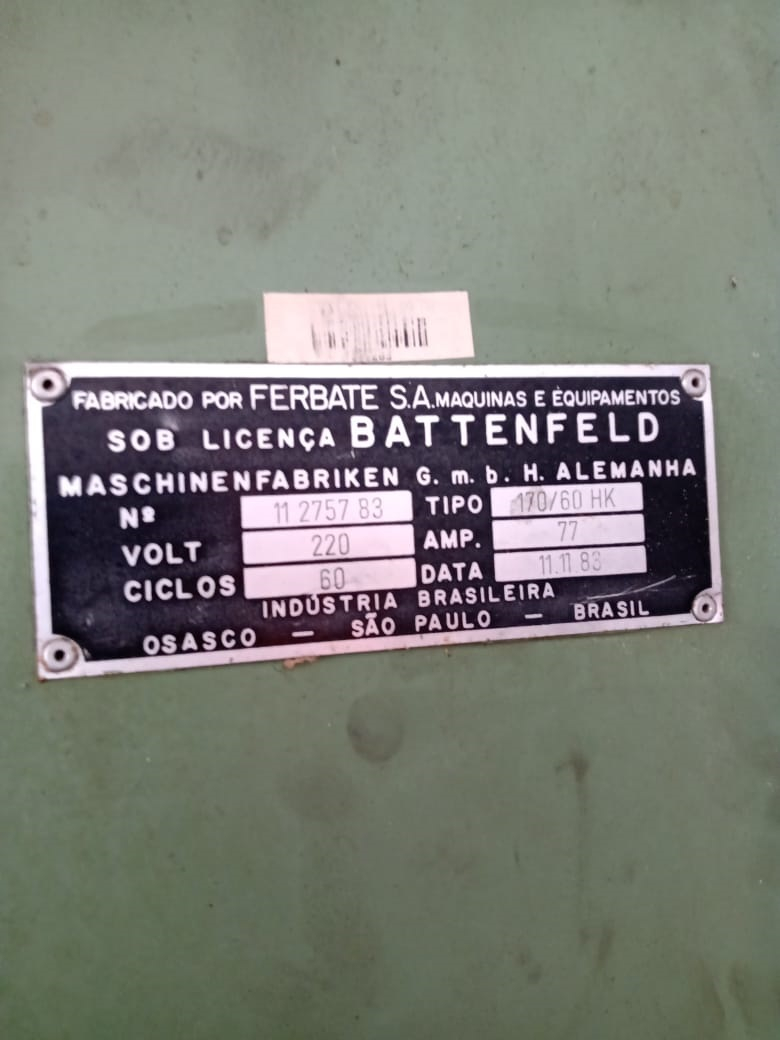 FABRICADO POR FERBATE S.A. MAQUINAS E EQUIPAMENTOS
SOB LICENÇA BATTENFELD
MASCHINENFABRIKEN G. m. b. H. ALEMANHA
Nº 11 2757 83 TIPO 170/60 HK
VOLT 220 AMP. 77
CICLOS 60 DATA 11.11.83
INDÚSTRIA BRASILEIRA
OSASCO — SÃO PAULO — BRASIL